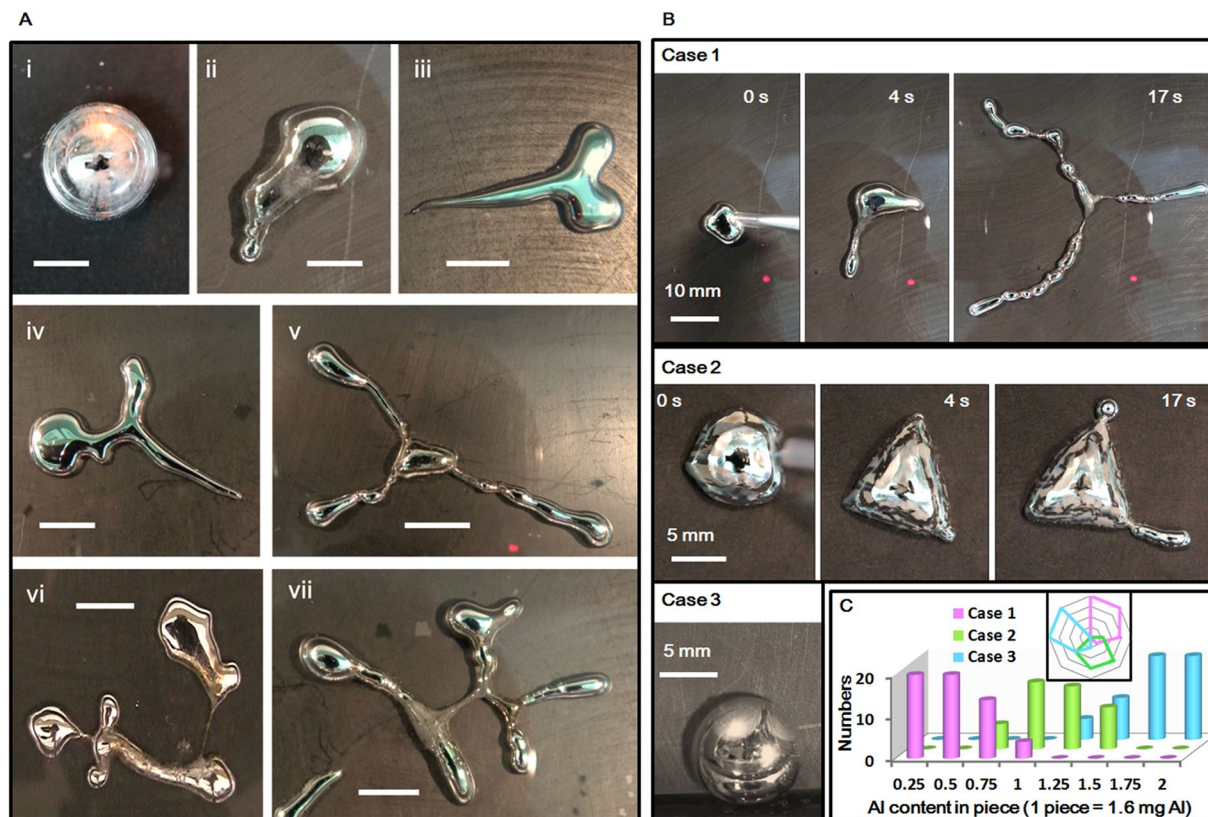 A
B
i
ii
iii
iv
v
vi
vii
Case 1
0 s
4 s
17 s
10 mm
Case 2
0 s
4 s
17 s
5 mm
Case 3
5 mm
C
Case 1
Case 2
Case 3
Numbers
20
10
0
0.25 0.5 0.75 1 1.25 1.5 1.75 2
Al content in piece (1 piece = 1.6 mg Al)